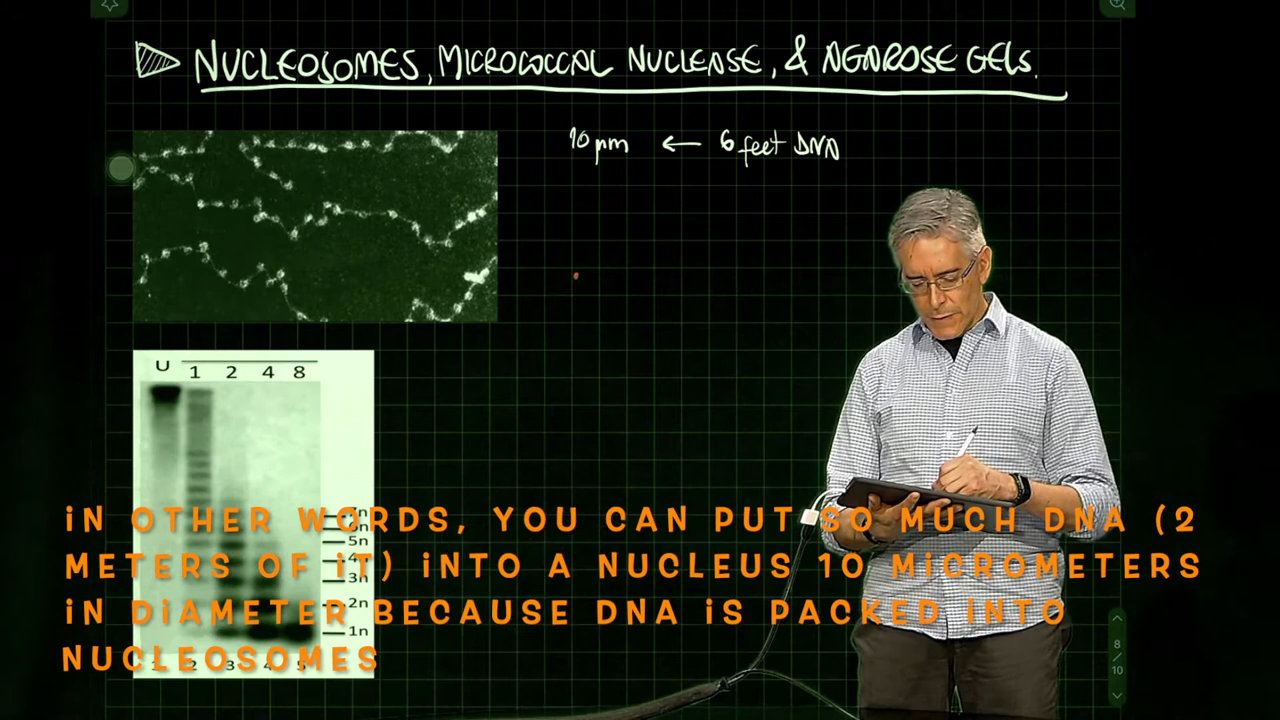 NUCLEOSOMES, MICROCOCCAL NUCLEASE, & AGAROSE GELS.
10 μm ← 6 feet DNA
U
1 2 4 8
5n
4n
3n
2n
1n
iN OTHER WORDS, YOU CAN PUT SO MUCH DNA (2
METERS OF iT) iNTO A NUCLEUS 10 MiCROMETERS
iN DiAMETER BECAUSE DNA iS PACKED iNTO
NUCLEOSOMES
8
/
10